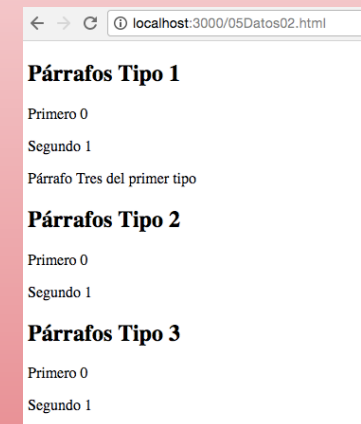 localhost:3000/05Datos02.html
Párrafos Tipo 1
Primero 0
Segundo 1
Párrafo Tres del primer tipo
Párrafos Tipo 2
Primero 0
Segundo 1
Párrafos Tipo 3
Primero 0
Segundo 1